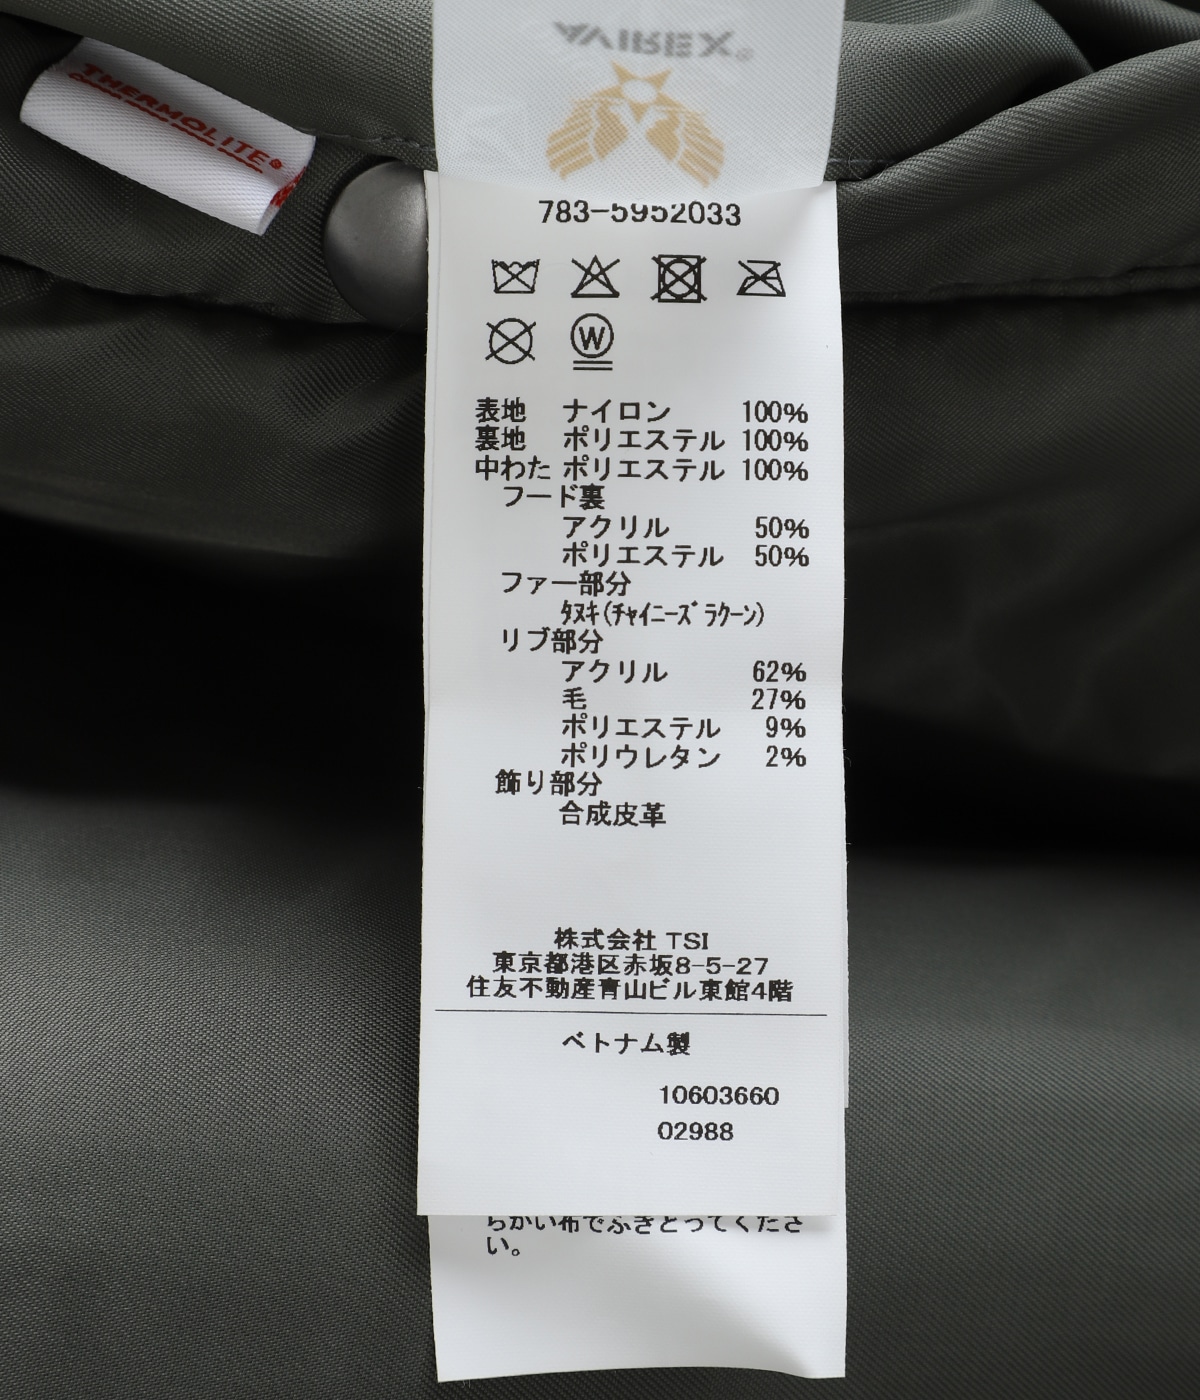 AVIREX®
THERMOLITE®
783-5952033
W
表地 ナイロン 100%
裏地 ポリエステル 100%
中わた ポリエステル 100%
フード裏
アクリル 50%
ポリエステル 50%
ファー部分
ﾀﾇｷ(ﾁｬｲﾆｰｽﾞﾗｸｰﾝ)
リブ部分
アクリル 62%
毛 27%
ポリエステル 9%
ポリウレタン 2%
飾り部分
合成皮革
株式会社 TSI
東京都港区赤坂8-5-27
住友不動産青山ビル東館4階
ベトナム製
10603660
02988
らかい布でふきとってくださ
い。